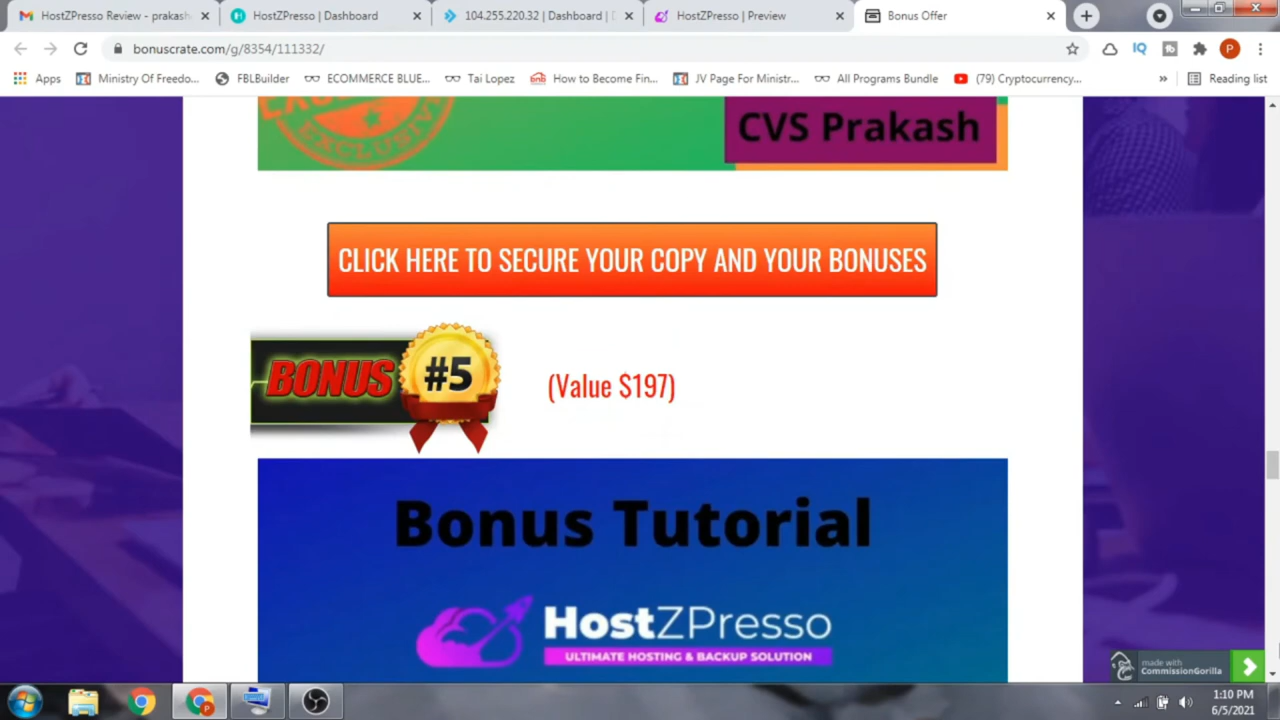 HostZPresso Review - prakash
HostZPresso | Dashboard
104.255.220.32 | Dashboard |
HostZPresso | Preview
Bonus Offer
bonuscrate.com/g/8354/111332/
P
Apps
Ministry Of Freedo...
FBLBuilder
ECOMMERCE BLUE...
Tai Lopez
How to Become Fin...
JV Page For Ministr...
All Programs Bundle
(79) Cryptocurrency...
»
Reading list
EXCLUSIVE
CVS Prakash
CLICK HERE TO SECURE YOUR COPY AND YOUR BONUSES
BONUS #5
(Value $197)
Bonus Tutorial
HostZPresso
ULTIMATE HOSTING & BACKUP SOLUTION
made with
CommissionGorilla
1:10 PM
6/5/2021